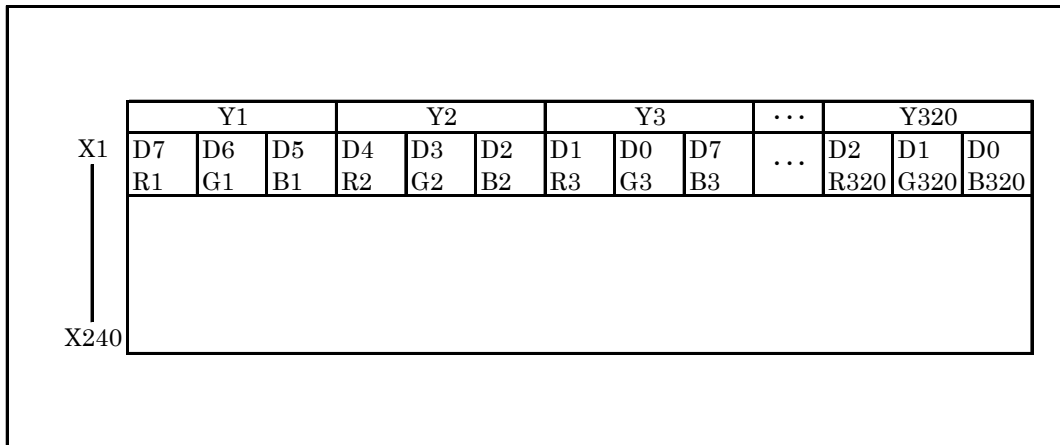 Y1 Y2 Y3 ... Y320
X1 D7 D6 D5 D4 D3 D2 D1 D0 D7 ... D2 D1 D0
R1 G1 B1 R2 G2 B2 R3 G3 B3 R320 G320 B320
X240